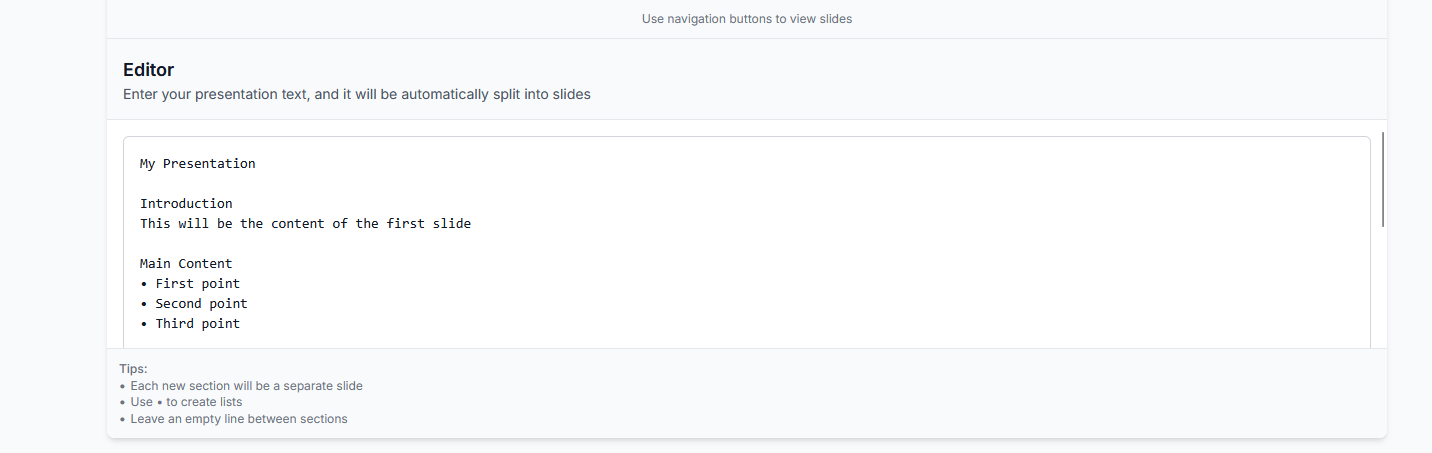 Use navigation buttons to view slides
Editor
Enter your presentation text, and it will be automatically split into slides
My Presentation
Introduction
This will be the content of the first slide
Main Content
• First point
• Second point
• Third point
Tips:
• Each new section will be a separate slide
• Use • to create lists
• Leave an empty line between sections